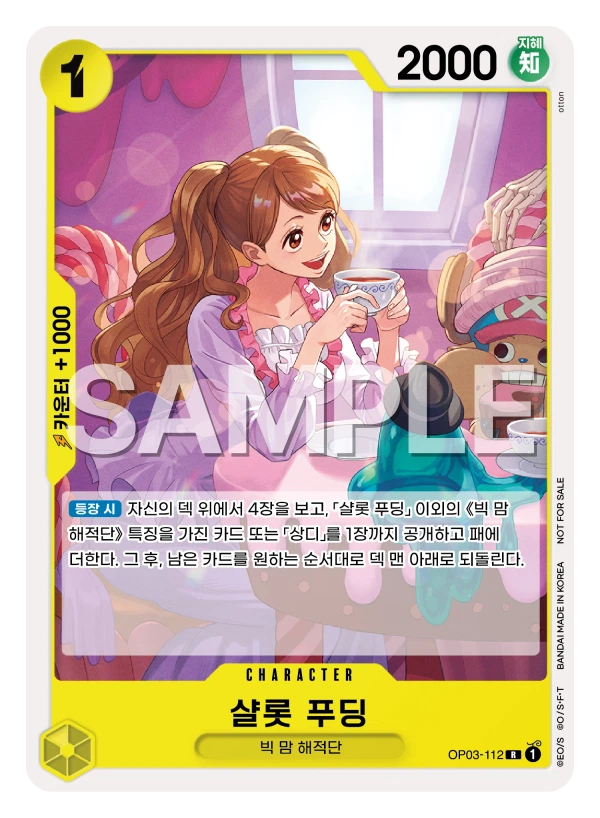 1
2000
지혜
知
otton
카운터 +1000
SAMPLE
등장 시 자신의 덱 위에서 4장을 보고, 「샬롯 푸딩」 이외의 《빅 맘
해적단》 특징을 가진 카드 또는 「상디」를 1장까지 공개하고 패에
더한다. 그 후, 남은 카드를 원하는 순서대로 덱 맨 아래로 되돌린다.
CHARACTER
샬롯 푸딩
빅 맘 해적단
OP03-112 R 1
©EO/S ©O/S·F·T BANDAI MADE IN KOREA NOT FOR SALE